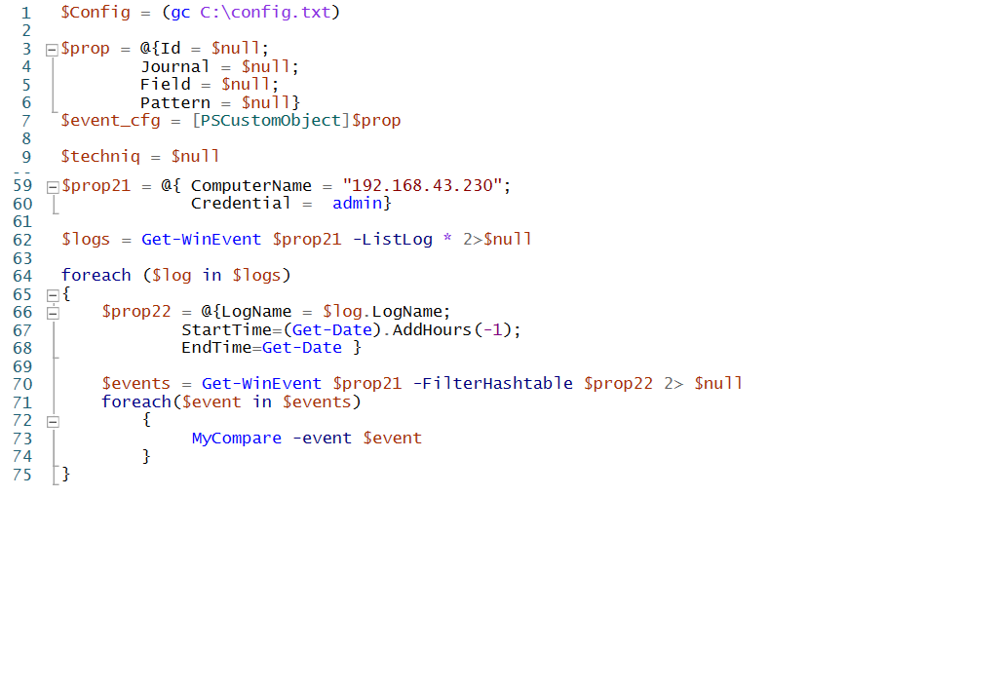 1 $Config = (gc C:\config.txt)
2
3 $prop = @{Id = $null;
4 Journal = $null;
5 Field = $null;
6 Pattern = $null}
7 $event_cfg = [PSCustomObject]$prop
8
9 $techniq = $null
--
59 $prop21 = @{ ComputerName = "192.168.43.230";
60 Credential = admin}
61
62 $logs = Get-WinEvent $prop21 -ListLog * 2>$null
63
64 foreach ($log in $logs)
65 {
66 $prop22 = @{LogName = $log.LogName;
67 StartTime=(Get-Date).AddHours(-1);
68 EndTime=Get-Date }
69
70 $events = Get-WinEvent $prop21 -FilterHashtable $prop22 2> $null
71 foreach($event in $events)
72 {
73 MyCompare -event $event
74 }
75 }